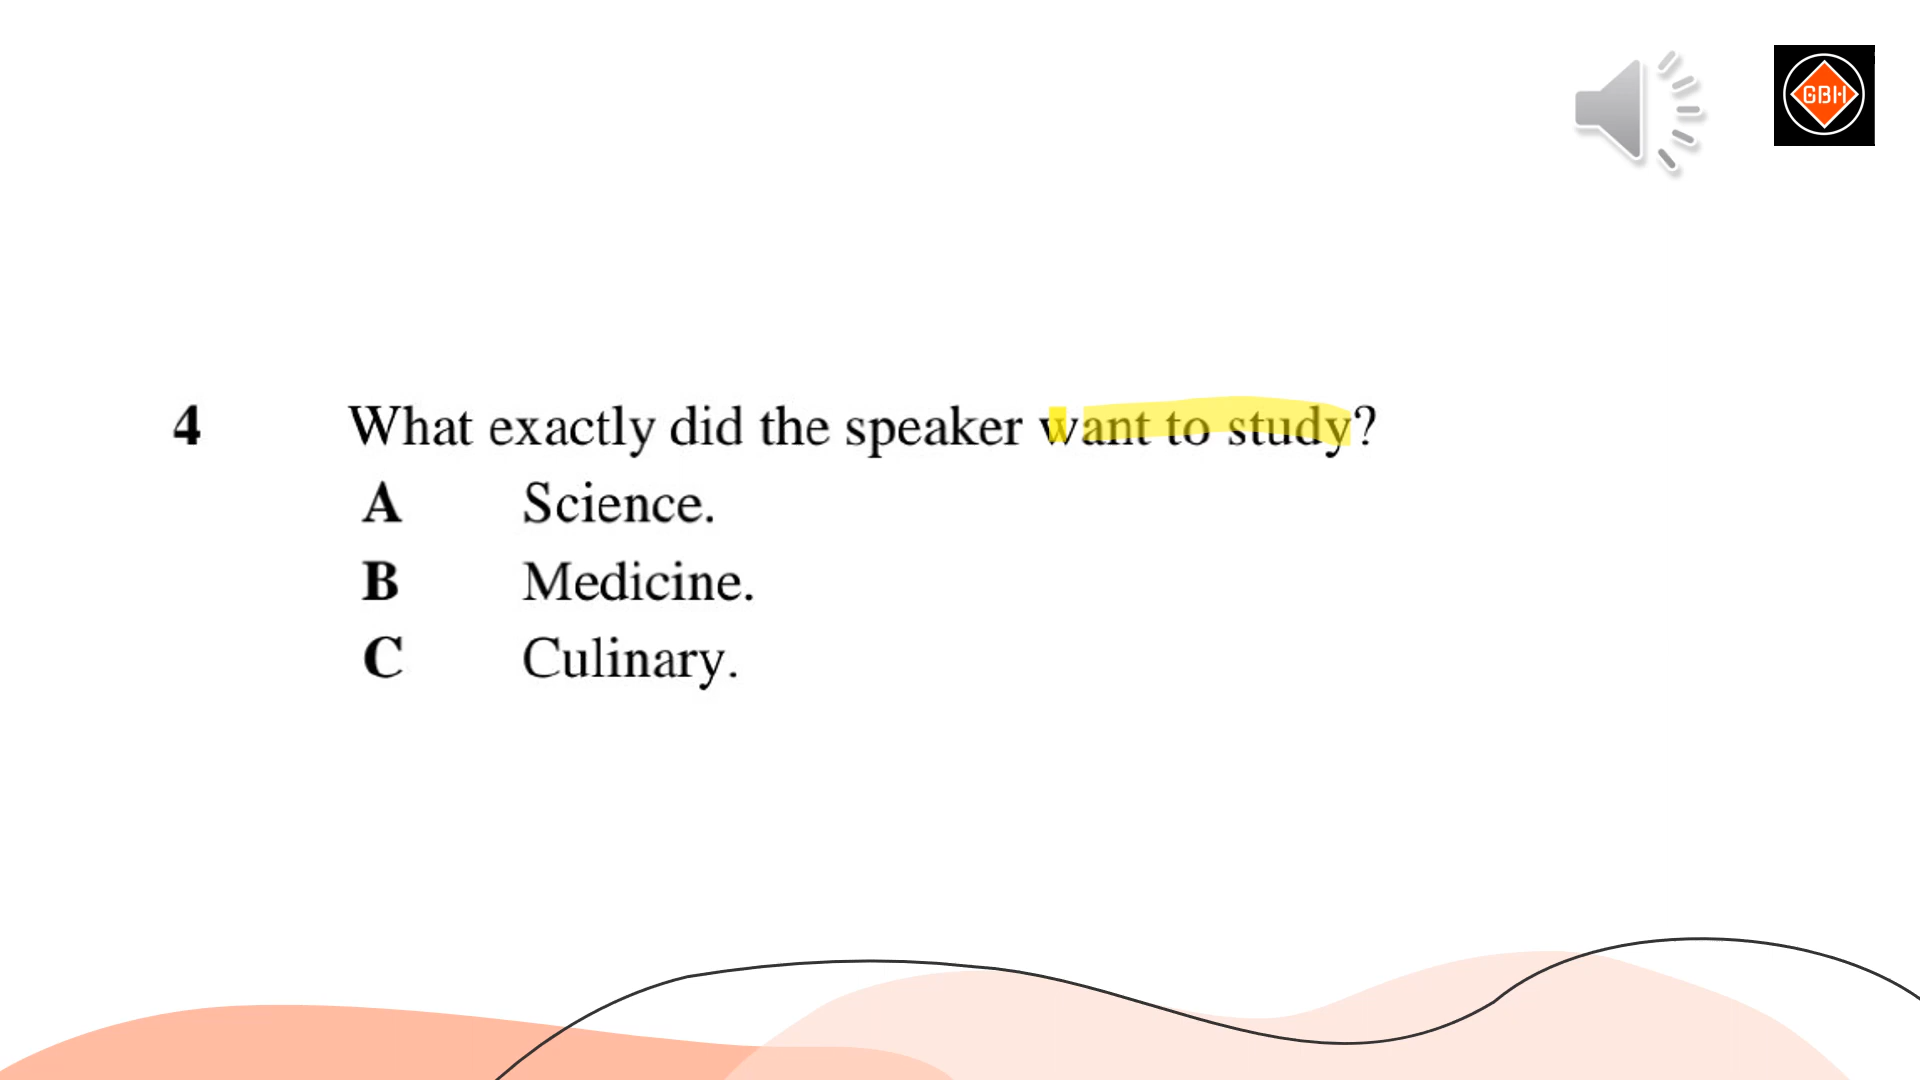 GBH
4 What exactly did the speaker want to study?
A Science.
B Medicine.
C Culinary.